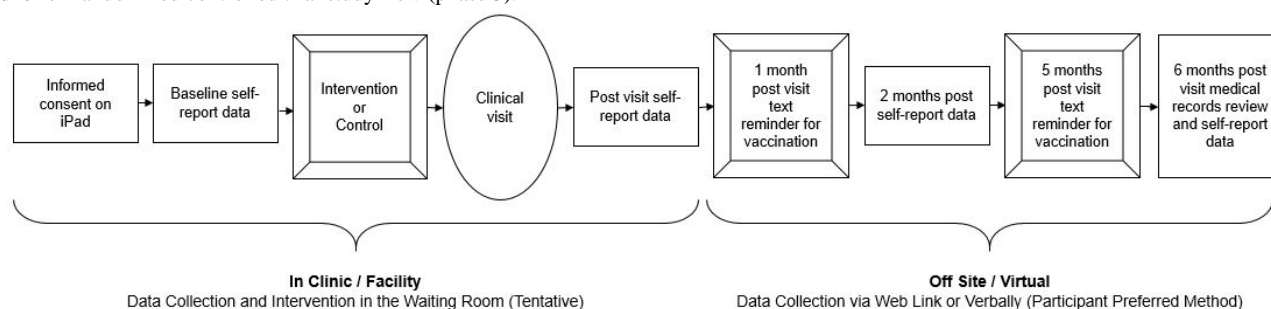 Informed
consent on
iPad
Baseline self-
report data
Intervention
or
Control
Clinical
visit
Post visit self-
report data
1 month
post visit
text
reminder for
vaccination
2 months post
self-report data
5 months
post visit
text
reminder for
vaccination
6 months post
visit medical
records review
and self-report
data
In Clinic / Facility
Data Collection and Intervention in the Waiting Room (Tentative)
Off Site / Virtual
Data Collection via Web Link or Verbally (Participant Preferred Method)